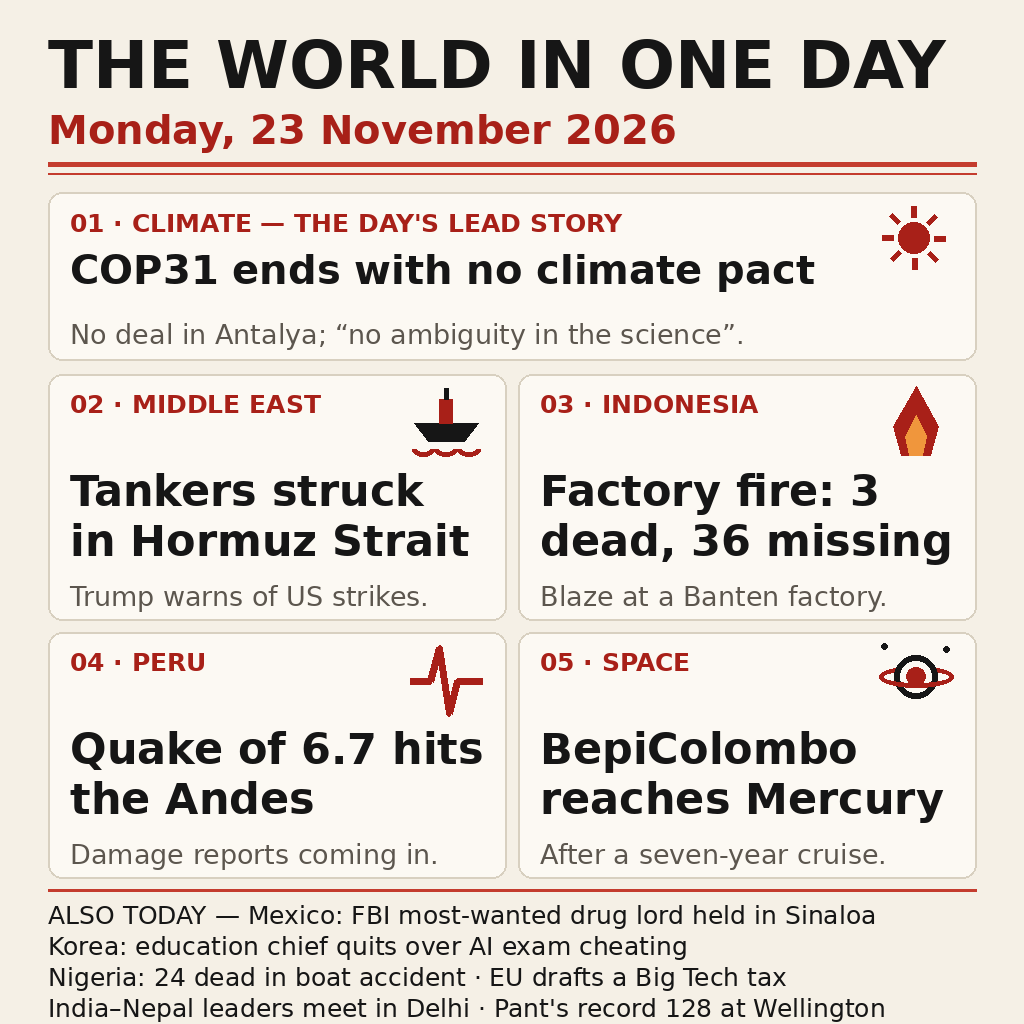 THE WORLD IN ONE DAY
Monday, 23 November 2026
01 · CLIMATE — THE DAY'S LEAD STORY
COP31 ends with no climate pact
No deal in Antalya; “no ambiguity in the science”.
02 · MIDDLE EAST
Tankers struck
in Hormuz Strait
Trump warns of US strikes.
03 · INDONESIA
Factory fire: 3
dead, 36 missing
Blaze at a Banten factory.
04 · PERU
Quake of 6.7 hits
the Andes
Damage reports coming in.
05 · SPACE
BepiColombo
reaches Mercury
After a seven-year cruise.
ALSO TODAY — Mexico: FBI most-wanted drug lord held in Sinaloa
Korea: education chief quits over AI exam cheating
Nigeria: 24 dead in boat accident · EU drafts a Big Tech tax
India–Nepal leaders meet in Delhi · Pant's record 128 at Wellington